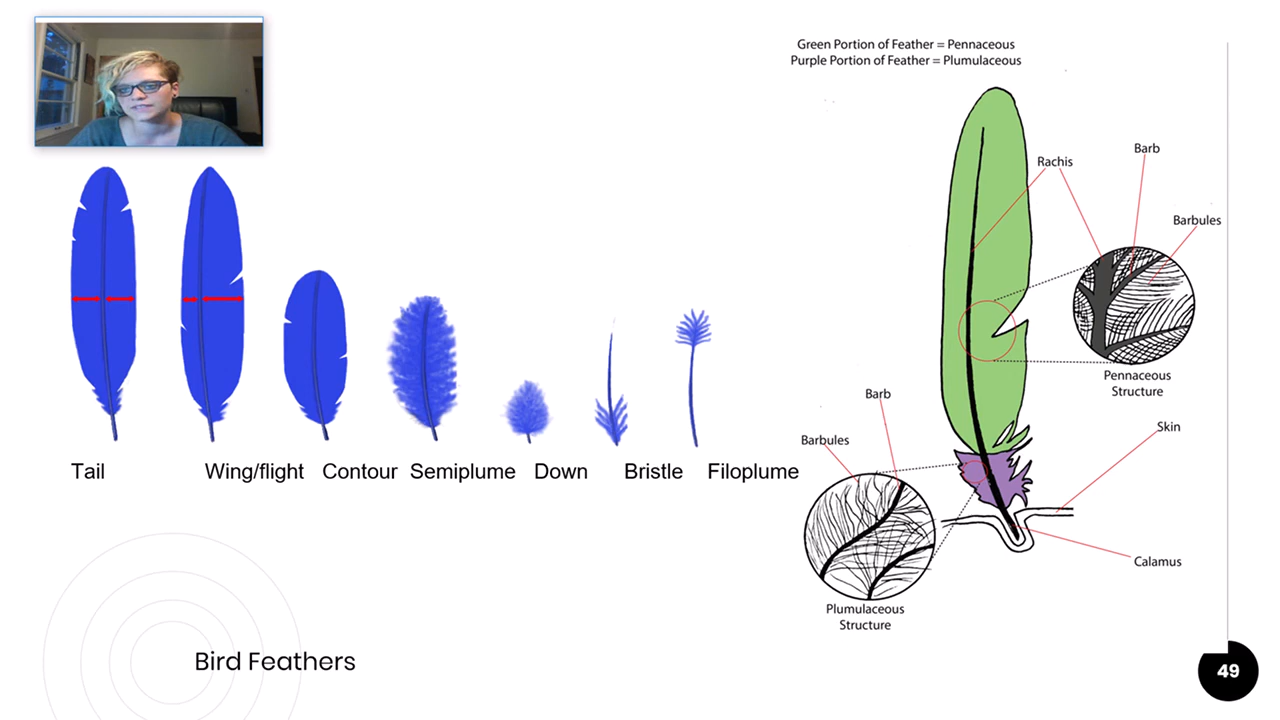 Green Portion of Feather = Pennaceous
Purple Portion of Feather = Plumulaceous
Rachis
Barb
Barbules
Pennaceous
Structure
Barb
Barbules
Skin
Tail Wing/flight Contour Semiplume Down Bristle Filoplume
Calamus
Plumulaceous
Structure
Bird Feathers
49